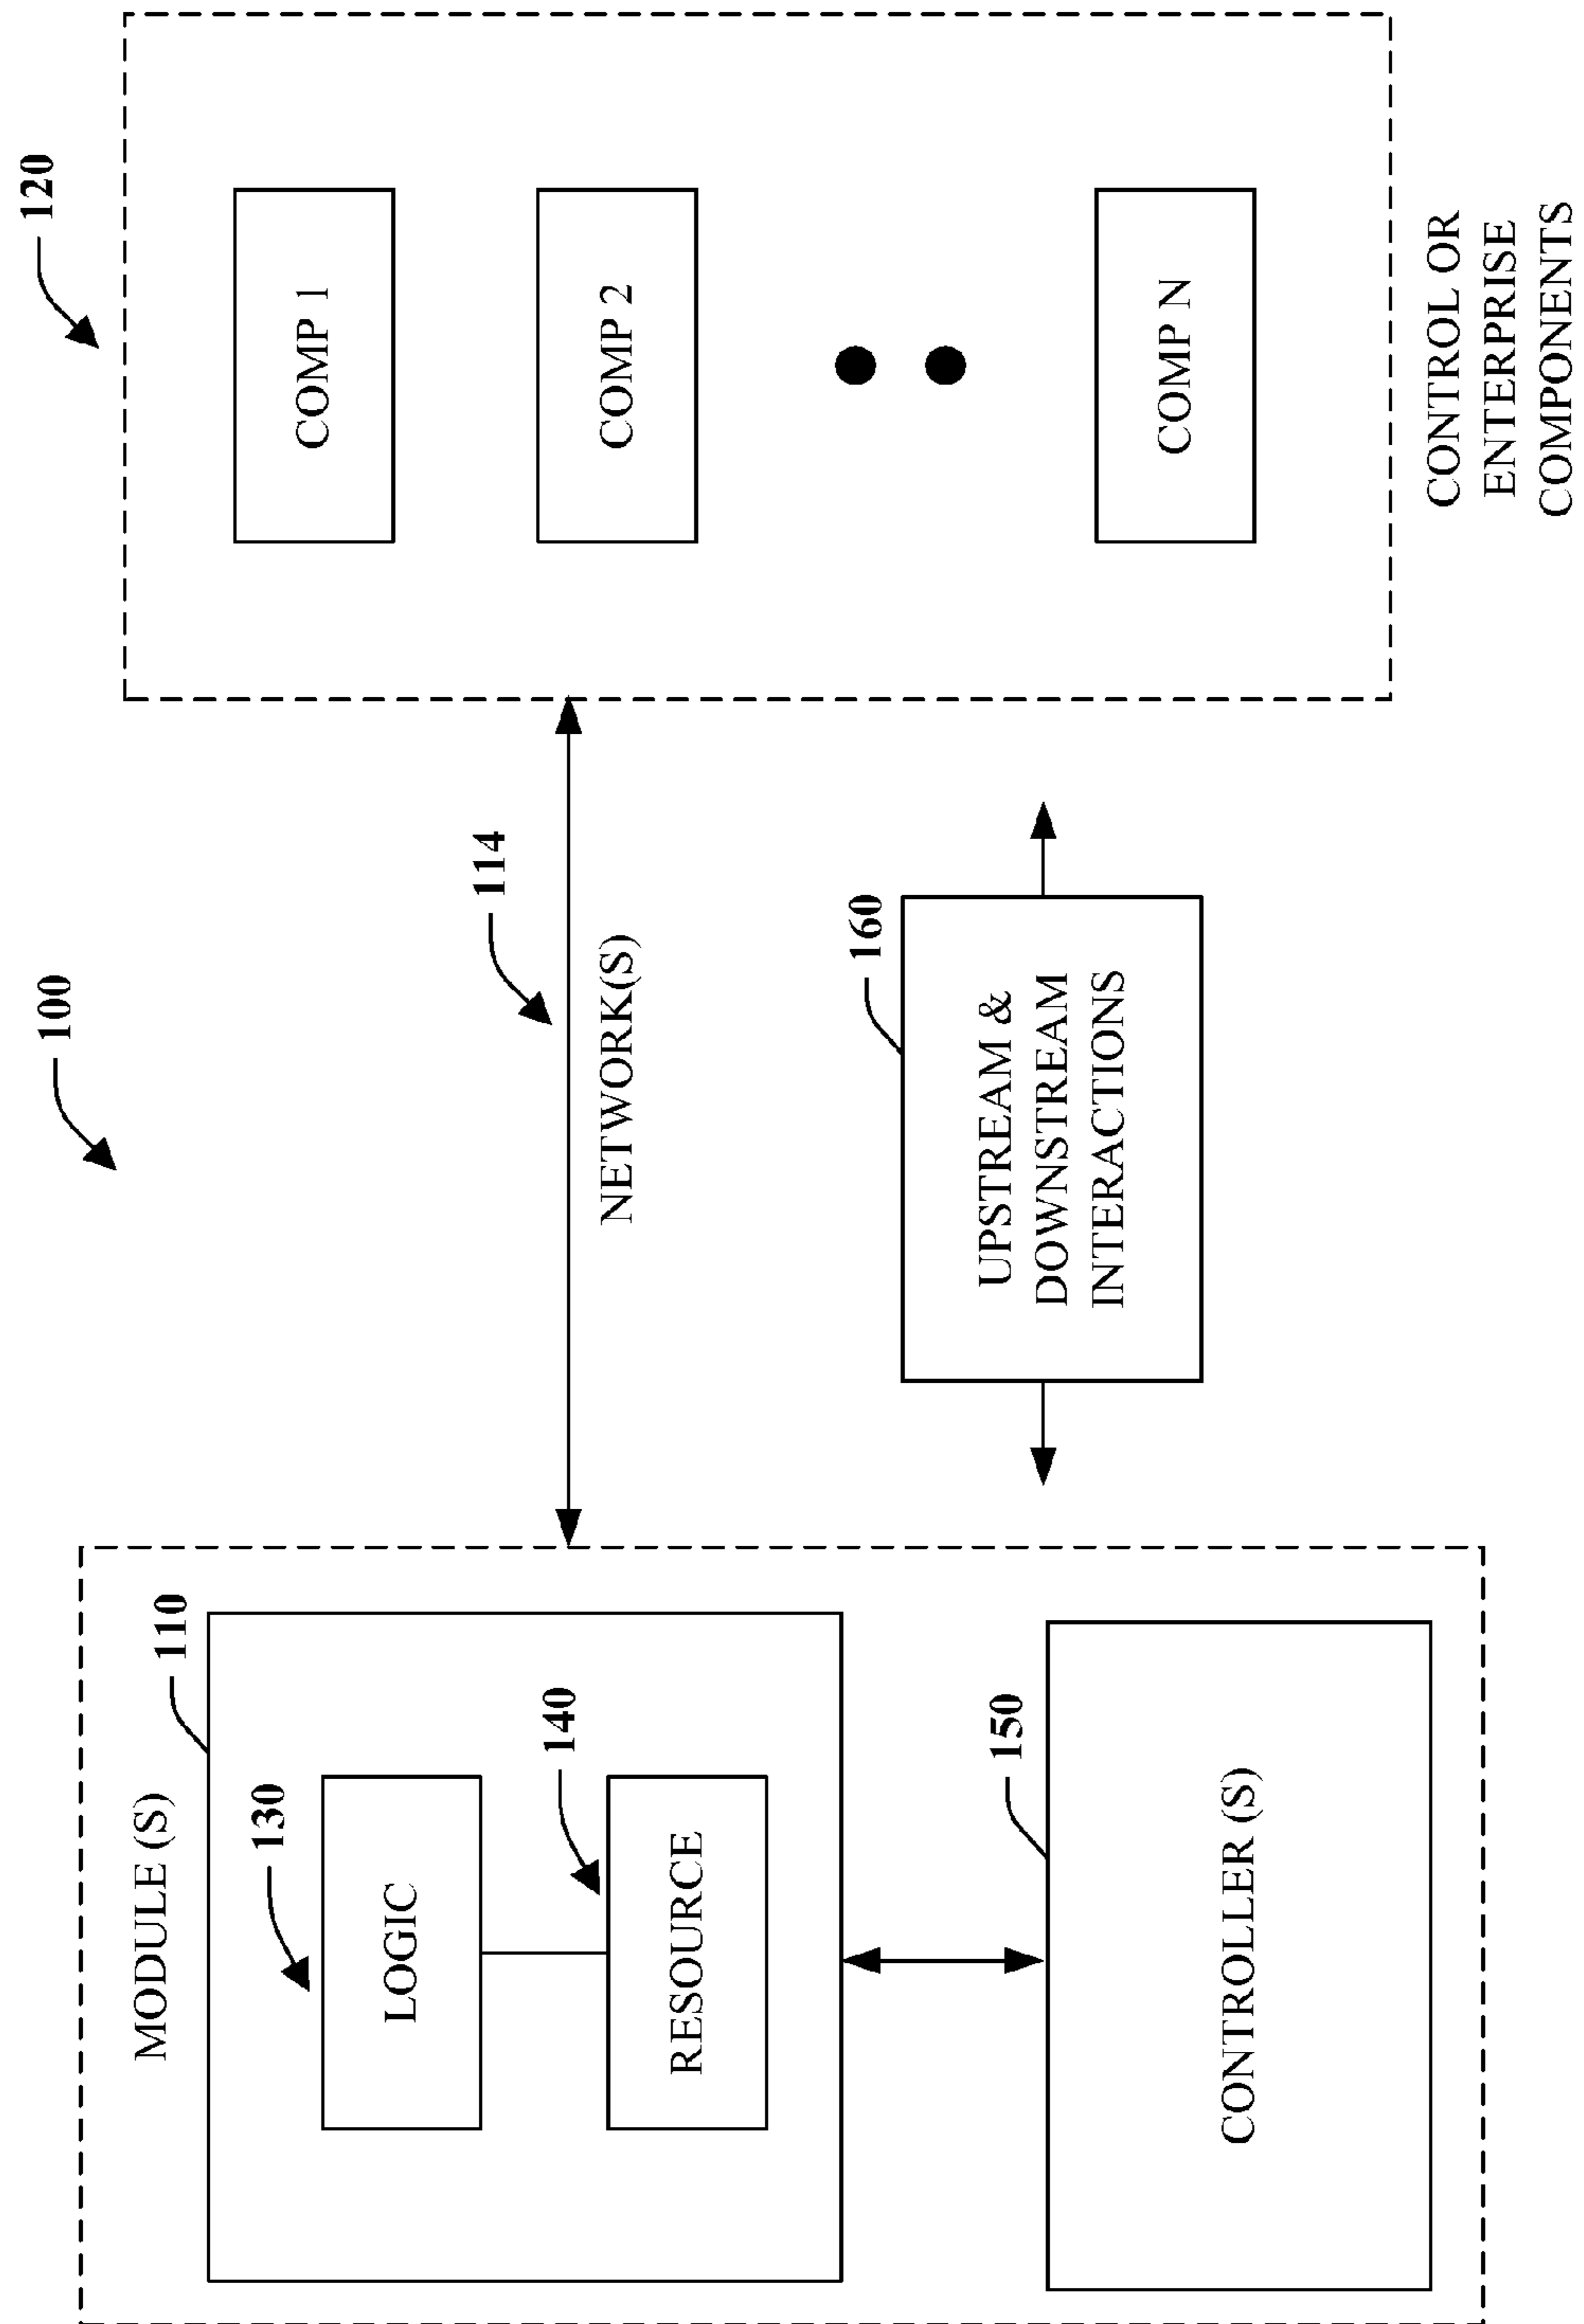 100
MODULE (S)
110
130
LOGIC
140
RESOURCE
150
CONTROLLER (S)
114
NETWORK(S)
160
UPSTREAM &
DOWNSTREAM
INTERACTIONS
120
COMP 1
COMP 2
COMP N
CONTROL OR
ENTERPRISE
COMPONENTS